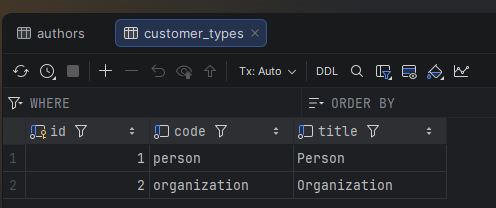 authors customer_types
Tx: Auto DDL
WHERE ORDER BY
id code title
1 1 person Person
2 2 organization Organization